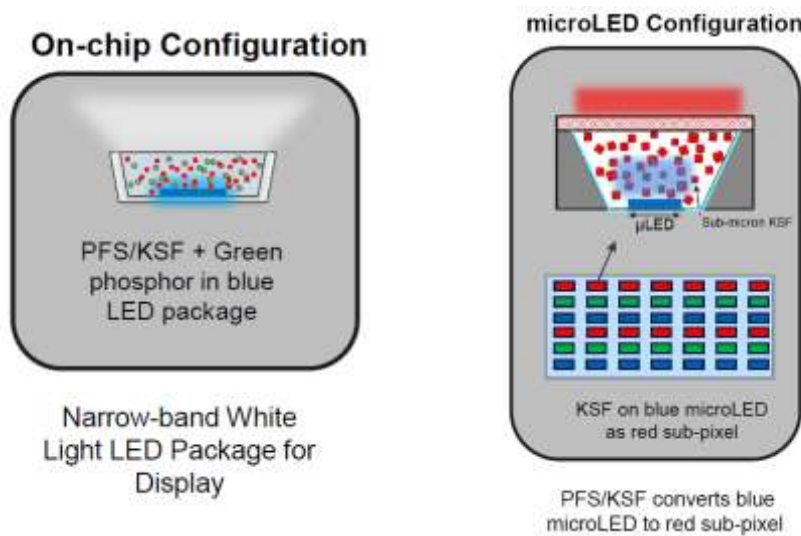 On-chip Configuration
PFS/KSF + Green
phosphor in blue
LED package
Narrow-band White
Light LED Package for
Display
microLED Configuration
Sub-micron KSF
μLED
KSF on blue microLED
as red sub-pixel
PFS/KSF converts blue
microLED to red sub-pixel